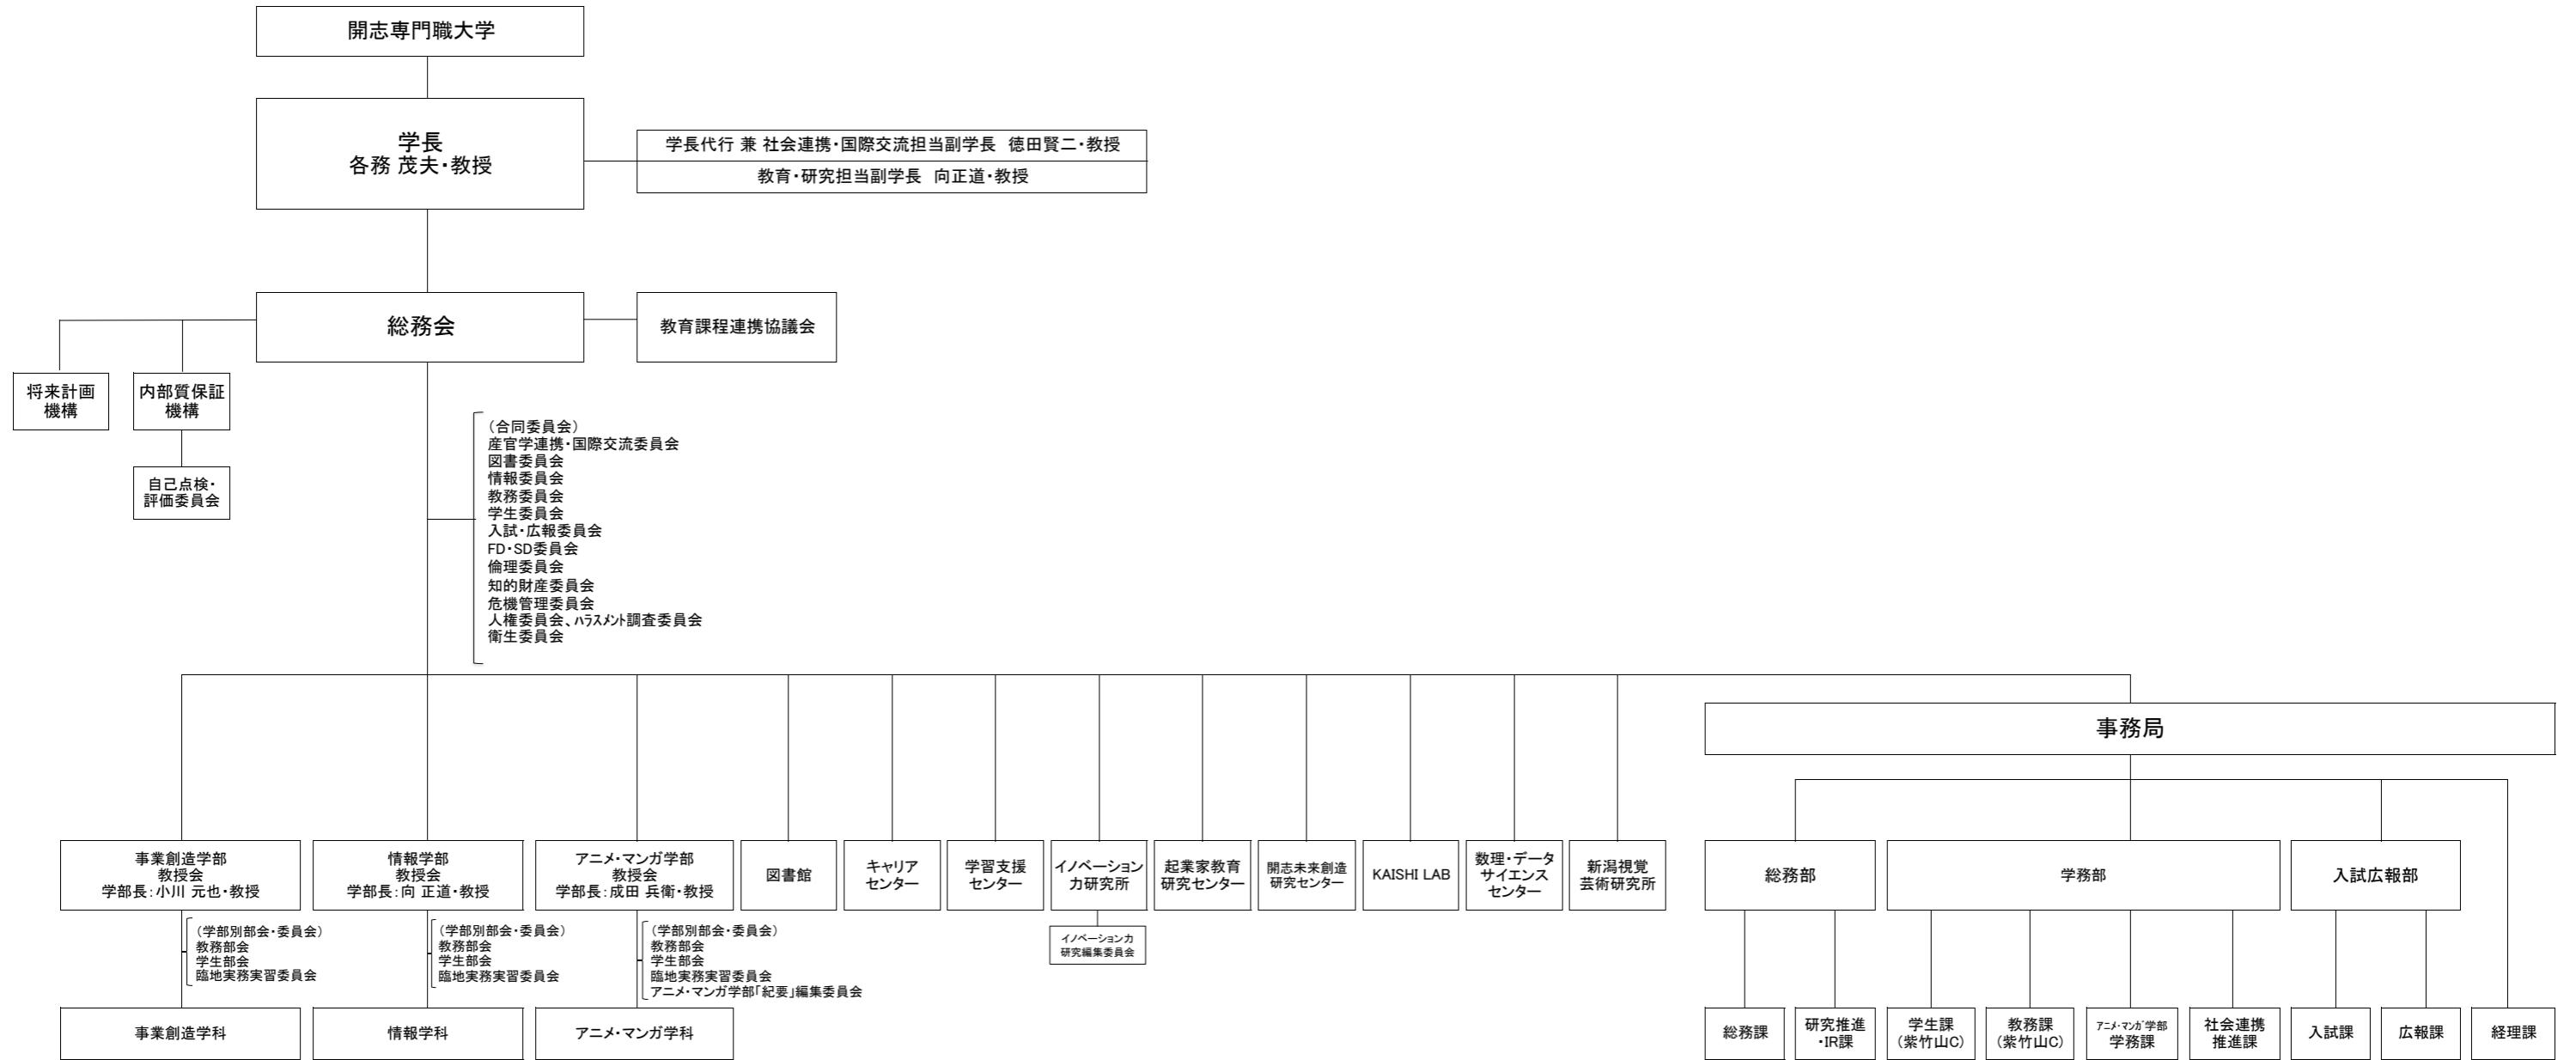 開志専門職大学
学長
各務 茂夫・教授
学長代行 兼 社会連携・国際交流担当副学長 徳田賢二・教授
教育・研究担当副学長 向正道・教授
総務会
教育課程連携協議会
将来計画
機構
内部質保証
機構
自己点検・
評価委員会
（合同委員会）
産官学連携・国際交流委員会
図書委員会
情報委員会
教務委員会
学生委員会
入試・広報委員会
FD・SD委員会
倫理委員会
知的財産委員会
危機管理委員会
人権委員会、ﾊﾗｽﾒﾝﾄ調査委員会
衛生委員会
事務局
事業創造学部
教授会
学部長：小川 元也・教授
情報学部
教授会
学部長：向 正道・教授
アニメ・マンガ学部
教授会
学部長：成田 兵衛・教授
図書館
キャリア
センター
学習支援
センター
イノベーション
力研究所
起業家教育
研究センター
開志未来創造
研究センター
KAISHI LAB
数理・データ
サイエンス
センター
新潟視覚
芸術研究所
総務部
学務部
入試広報部
（学部別部会・委員会）
教務部会
学生部会
臨地実務実習委員会
（学部別部会・委員会）
教務部会
学生部会
臨地実務実習委員会
（学部別部会・委員会）
教務部会
学生部会
臨地実務実習委員会
アニメ・マンガ学部「紀要」編集委員会
イノベーション力
研究編集委員会
事業創造学科
情報学科
アニメ・マンガ学科
総務課
研究推進
・IR課
学生課
（紫竹山C）
教務課
（紫竹山C）
ｱﾆﾒ・ﾏﾝｶﾞ学部
学務課
社会連携
推進課
入試課
広報課
経理課